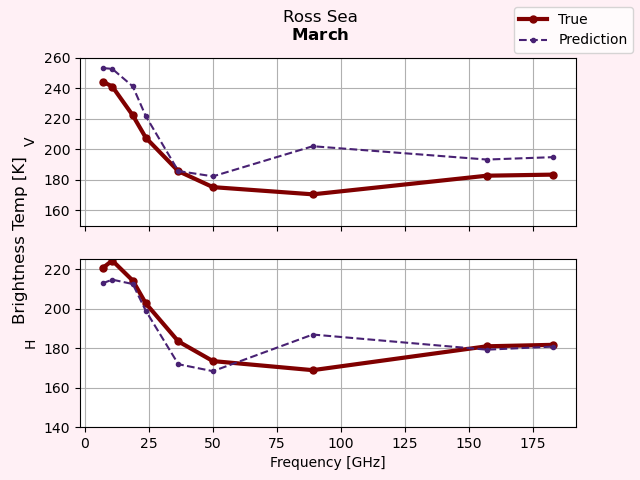 Ross Sea
March
True
Prediction
260
240
220
200
180
160
V
Brightness Temp [K]
H
220
200
180
160
140
0
25
50
75
100
125
150
175
Frequency [GHz]